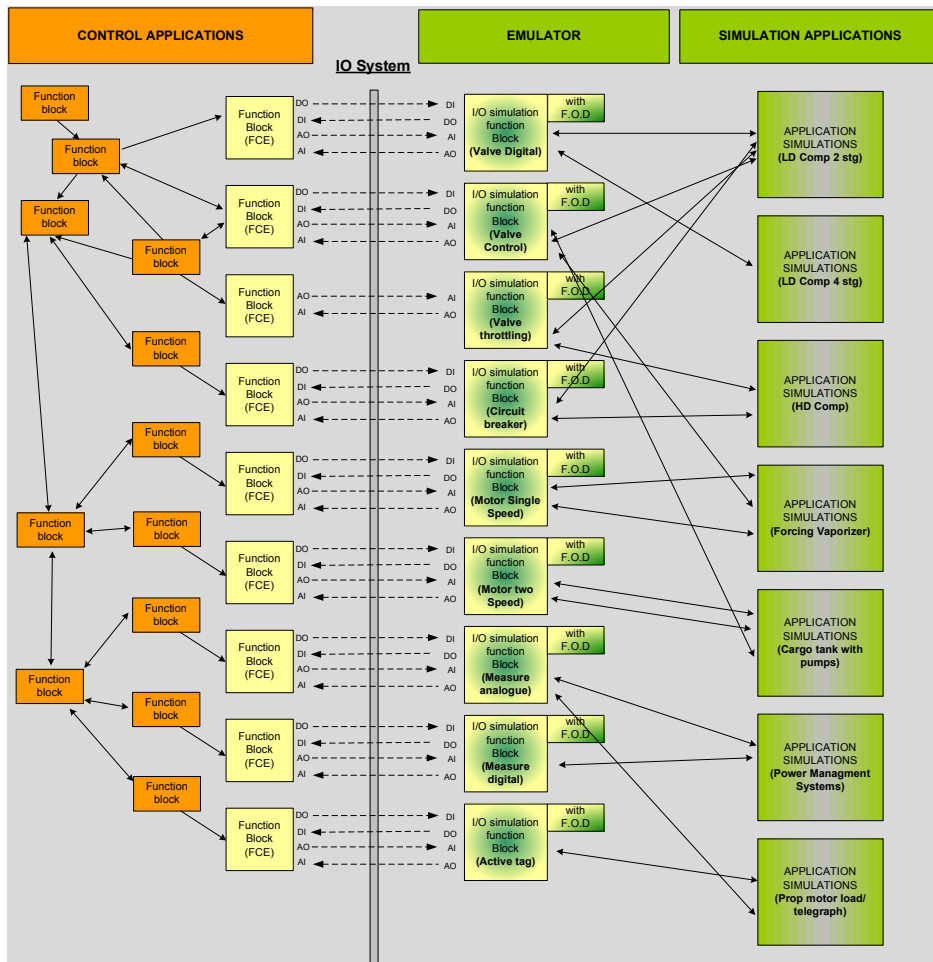 CONTROL APPLICATIONS
EMULATOR
SIMULATION APPLICATIONS
IO System
Function
block
Function
block
Function
block
Function
block
Function
block
Function
block
Function
block
Function
block
Function
block
Function
block
Function
block
Function
block
Function
Block
(FCE)
DO
DI
AO
AI
DI
DO
AI
AO
I/O simulation
function
Block
(Valve Digital)
with
F.O.D
Function
Block
(FCE)
DO
DI
AO
AI
DI
DO
AI
AO
I/O simulation
function
Block
(Valve
Control)
with
F.O.D
Function
Block
(FCE)
AO
AI
AI
AO
I/O simulation
function
Block
(Valve
throttling)
with
F.O.D
Function
Block
(FCE)
DO
DI
AO
AI
DI
DO
AI
AO
I/O simulation
function
Block
(Circuit
breaker)
with
F.O.D
Function
Block
(FCE)
DO
DI
AO
AI
DI
DO
AI
AO
I/O simulation
function
Block
(Motor Single
Speed)
with
F.O.D
Function
Block
(FCE)
DO
DI
AO
AI
DI
DO
AI
AO
I/O simulation
function
Block
(Motor two
Speed)
with
F.O.D
Function
Block
(FCE)
DO
DI
AO
AI
DI
DO
AI
AO
I/O simulation
function
Block
(Measure
analogue)
with
F.O.D
Function
Block
(FCE)
DO
DI
AO
AI
DI
DO
AI
AO
I/O simulation
function
Block
(Measure
digital)
with
F.O.D
Function
Block
(FCE)
DO
DI
AO
AI
DI
DO
AI
AO
I/O simulation
function
Block
(Active tag)
with
F.O.D
APPLICATION
SIMULATIONS
(LD Comp 2 stg)
APPLICATION
SIMULATIONS
(LD Comp 4 stg)
APPLICATION
SIMULATIONS
(HD Comp)
APPLICATION
SIMULATIONS
(Forcing Vaporizer)
APPLICATION
SIMULATIONS
(Cargo tank with
pumps)
APPLICATION
SIMULATIONS
(Power Managment
Systems)
APPLICATION
SIMULATIONS
(Prop motor load/
telegraph)